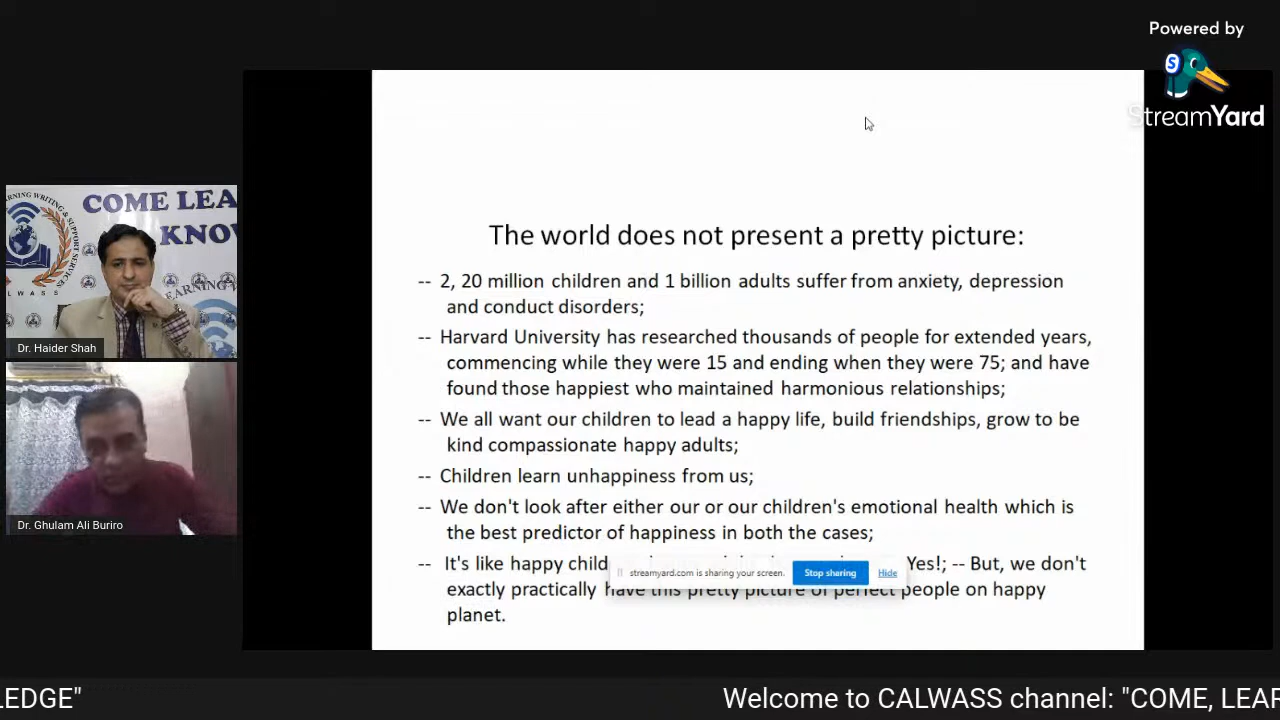 Powered by
S
StreamYard
The world does not present a pretty picture:
-- 2, 20 million children and 1 billion adults suffer from anxiety, depression
and conduct disorders;
-- Harvard University has researched thousands of people for extended years,
commencing while they were 15 and ending when they were 75; and have
found those happiest who maintained harmonious relationships;
-- We all want our children to lead a happy life, build friendships, grow to be
kind compassionate happy adults;
-- Children learn unhappiness from us;
-- We don't look after either our or our children's emotional health which is
the best predictor of happiness in both the cases;
-- It's like happy child Yes!; -- But, we don't
streamyard.com is sharing your screen. Stop sharing Hide
exactly practically have this pretty picture of perfect people on happy
planet.
COME LEA
KNOW
CALWASS
Dr. Haider Shah
Dr. Ghulam Ali Buriro
LEDGE" Welcome to CALWASS channel: "COME, LEAR